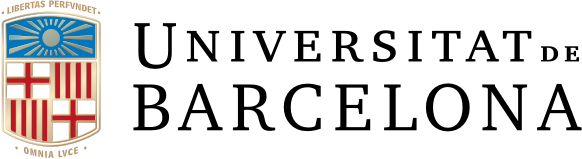 · LIBERTAS PERFVNDET ·
UNIVERSITAT DE
BARCELONA
· OMNIA LVCE ·